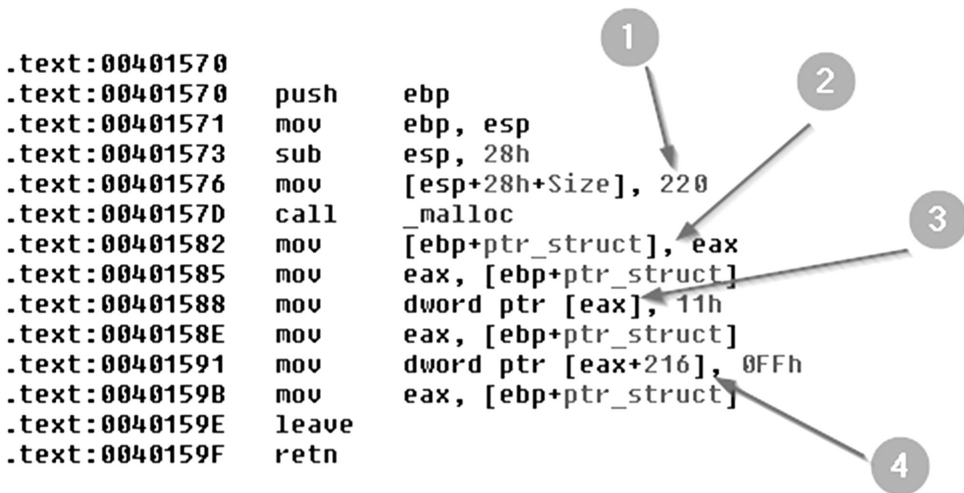 1
2
.text:00401570
.text:00401570 push ebp
.text:00401571 mov ebp, esp
.text:00401573 sub esp, 28h
.text:00401576 mov [esp+28h+Size], 220
.text:0040157D call _malloc
3
.text:00401582 mov [ebp+ptr_struct], eax
.text:00401585 mov eax, [ebp+ptr_struct]
.text:00401588 mov dword ptr [eax], 11h
.text:0040158E mov eax, [ebp+ptr_struct]
.text:00401591 mov dword ptr [eax+216], 0FFh
.text:0040159B mov eax, [ebp+ptr_struct]
.text:0040159E leave
.text:0040159F retn
4